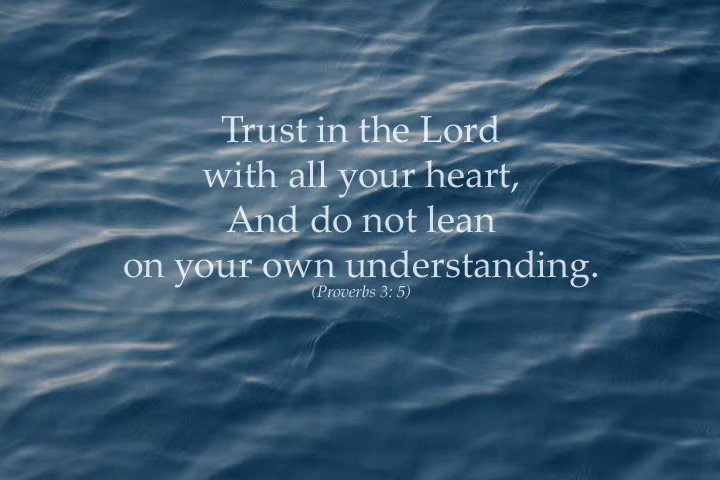 Trust in the Lord
with all your heart,
And do not lean
on your own understanding.
(Proverbs 3: 5)